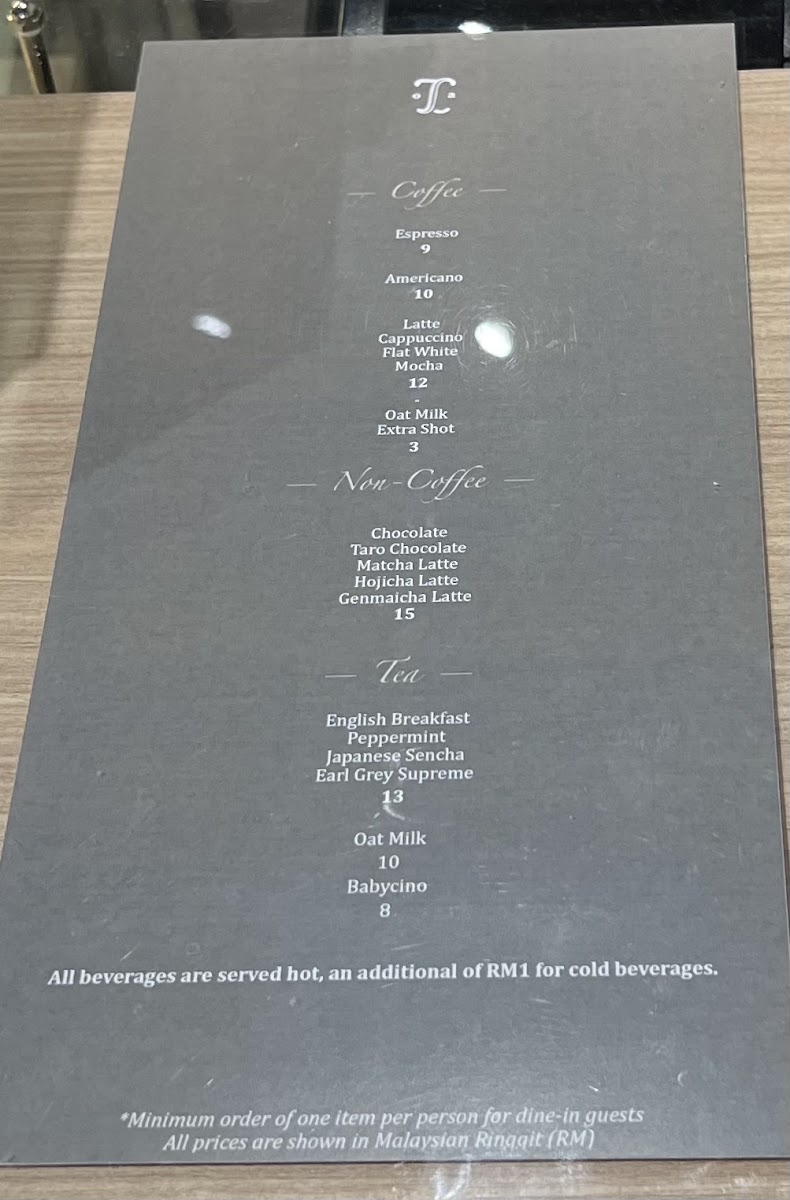 Coffee
Espresso
9
Americano
10
Latte
Cappuccino
Flat White
Mocha
12
-
Oat Milk
Extra Shot
3
Non-Coffee
Chocolate
Taro Chocolate
Matcha Latte
Hojicha Latte
Genmaicha Latte
15
Tea
English Breakfast
Peppermint
Japanese Sencha
Earl Grey Supreme
13
Oat Milk
10
Babycino
8
All beverages are served hot, an additional of RM1 for cold beverages.
*Minimum order of one item per person for dine-in guests
All prices are shown in Malaysian Ringgit (RM)